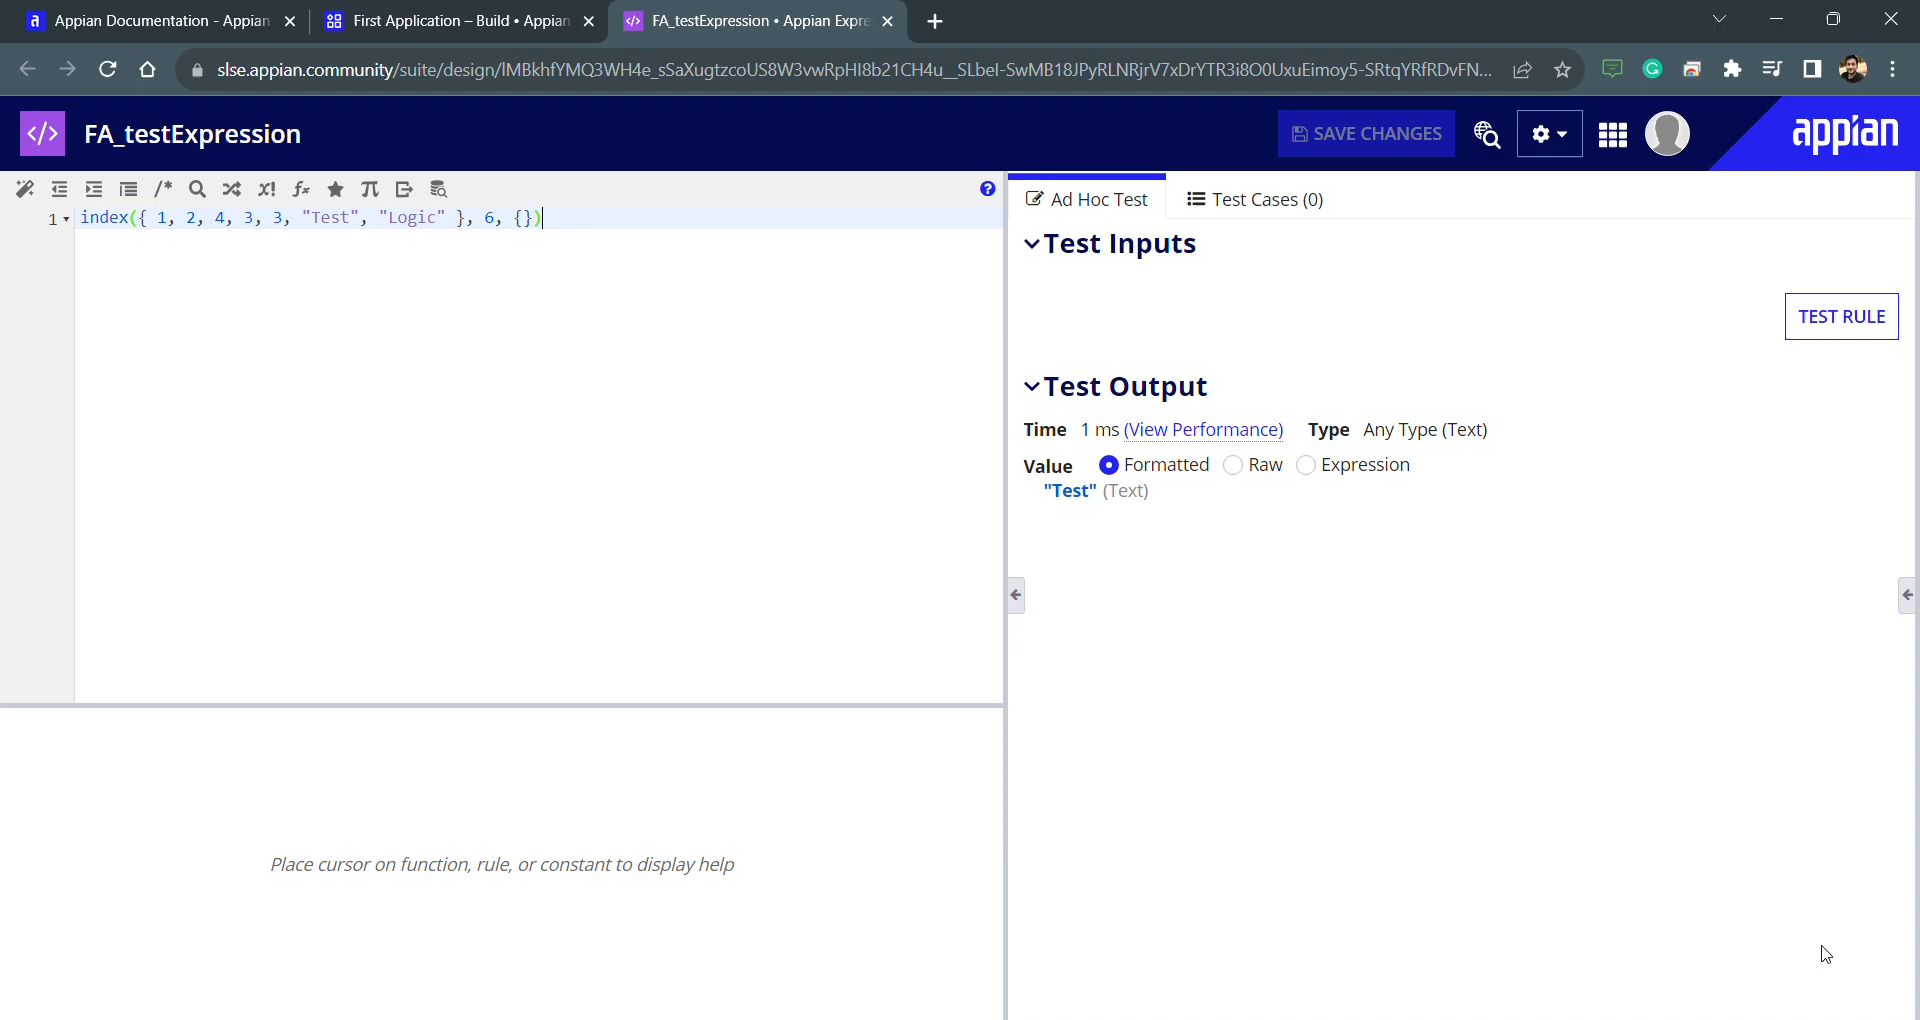 Appian Documentation - Appian
First Application – Build • Appian
FA_testExpression • Appian Expre
slse.appian.community/suite/design/lMBkhfYMQ3WH4e_sSaXugtzcoUS8W3vwRpHI8b21CH4u__SLbeI-SwMB18JPyRLNRjrV7xDrYTR3i8O0UxuEimoy5-SRtqYRfRDvFN...
FA_testExpression
SAVE CHANGES
appian
1 index({ 1, 2, 4, 3, 3, "Test", "Logic" }, 6, {})
Ad Hoc Test
Test Cases (0)
Test Inputs
TEST RULE
Test Output
Time 1 ms (View Performance) Type Any Type (Text)
Value Formatted Raw Expression
"Test" (Text)
Place cursor on function, rule, or constant to display help